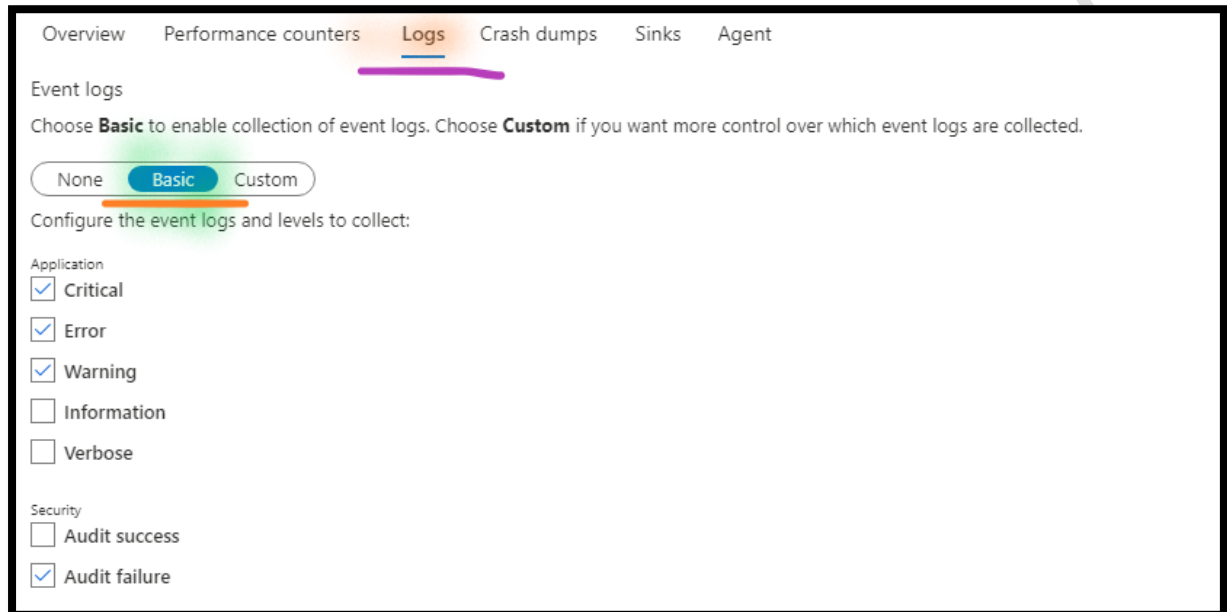 Overview Performance counters Logs Crash dumps Sinks Agent
Event logs
Choose Basic to enable collection of event logs. Choose Custom if you want more control over which event logs are collected.
None Basic Custom
Configure the event logs and levels to collect:
Application
Critical
Error
Warning
Information
Verbose
Security
Audit success
Audit failure